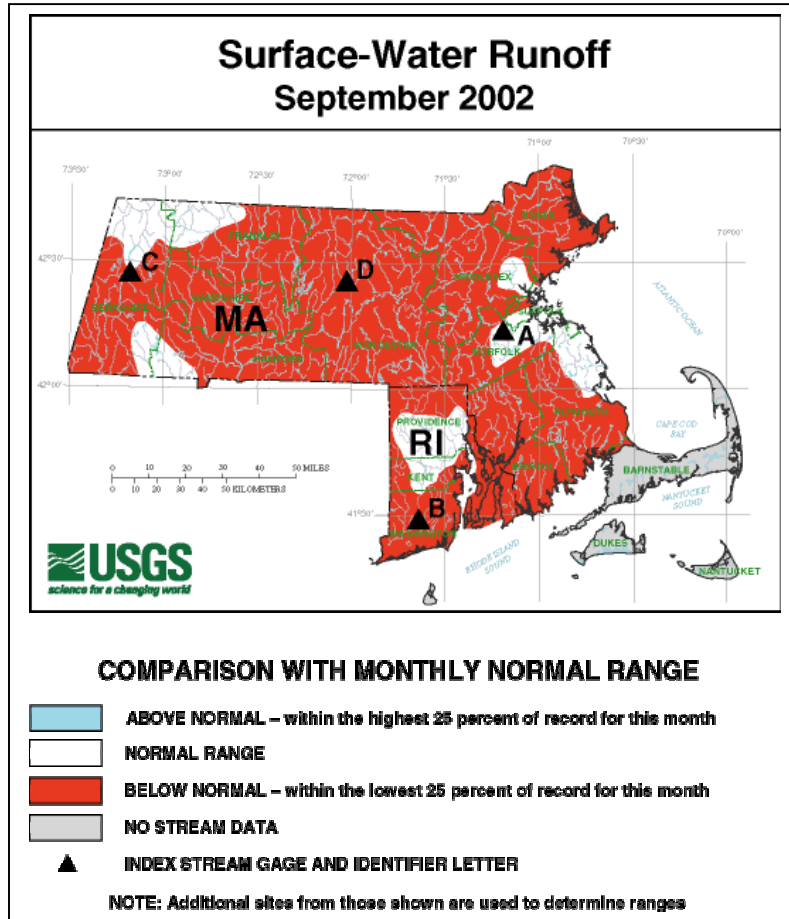 Surface-Water Runoff
September 2002
73°30'
73°00'
72°30'
72°00'
71°30'
71°00'
70°30'
70°00'
42°30'
42°00'
41°30'
ESSEX
FRANKLIN
MIDDLESEX
C
D
BERKSHIRE
HAMPSHIRE
MA
SUFFOLK
A
NORFOLK
WORCESTER
HAMPDEN
ATLANTIC OCEAN
PLYMOUTH
PROVIDENCE
RI
KENT
BRISTOL
CAPE COD
BAY
BARNSTABLE
NANTUCKET
SOUND
B
WASHINGTON
0 10 20 30 40 50 MILES
0 10 20 30 40 50 KILOMETERS
RHODE ISLAND
SOUND
DUKES
NANTUCKET
USGS
science for a changing world
COMPARISON WITH MONTHLY NORMAL RANGE
ABOVE NORMAL – within the highest 25 percent of record for this month
NORMAL RANGE
BELOW NORMAL – within the lowest 25 percent of record for this month
NO STREAM DATA
INDEX STREAM GAGE AND IDENTIFIER LETTER
NOTE: Additional sites from those shown are used to determine ranges